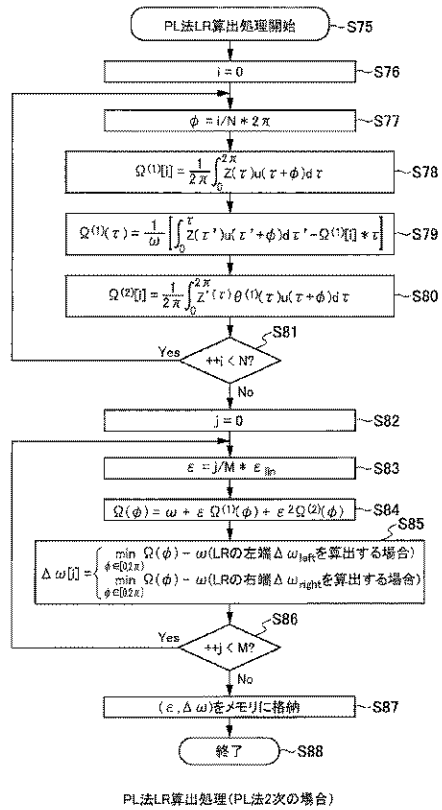 PL法LR算出処理開始
S75
i = 0
S76
φ = i/N * 2π
S77
Ω⁽¹⁾[i] = 1/2π ∫₀^2π Z(τ)u(τ+φ)dτ
S78
Θ⁽¹⁾(τ) = 1/ω [∫₀^τ Z(τ')u(τ'+φ)dτ' - Ω⁽¹⁾[i] * τ]
S79
Ω⁽²⁾[i] = 1/2π ∫₀^2π Z'(τ)θ⁽¹⁾(τ)u(τ+φ)dτ
S80
S81
Yes
++i < N?
No
j = 0
S82
ε = j/M * ε_lin
S83
Ω(φ) = ω + ε Ω⁽¹⁾(φ) + ε²Ω⁽²⁾(φ)
S84
S85
Δω[i] = { min φ∈[0,2π) Ω(φ) - ω(LRの左端Δω_leftを算出する場合)
min φ∈[0,2π) Ω(φ) - ω(LRの右端Δω_rightを算出する場合)
S86
Yes
++j < M?
No
(ε,Δω)をメモリに格納
S87
終了
S88
PL法LR算出処理(PL法2次の場合)